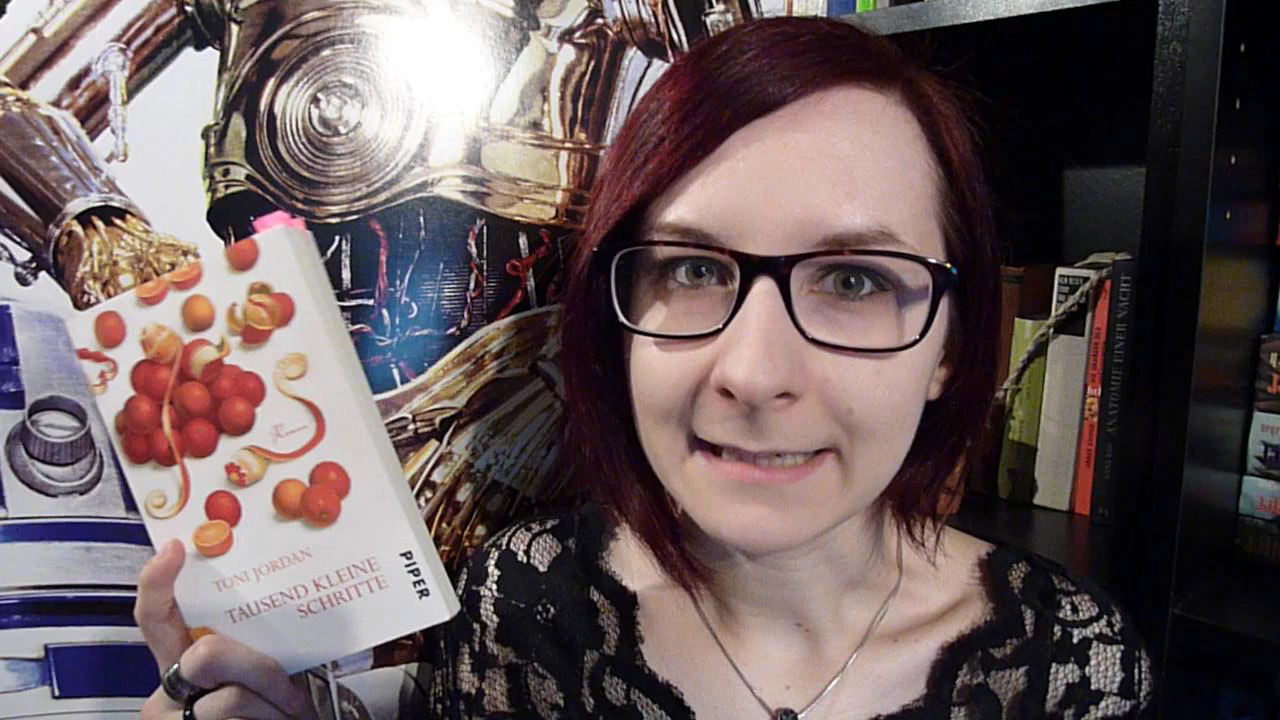 Roman
TONI JORDAN
TAUSEND KLEINE
SCHRITTE
PIPER
ANATOMIE EINER NACHT